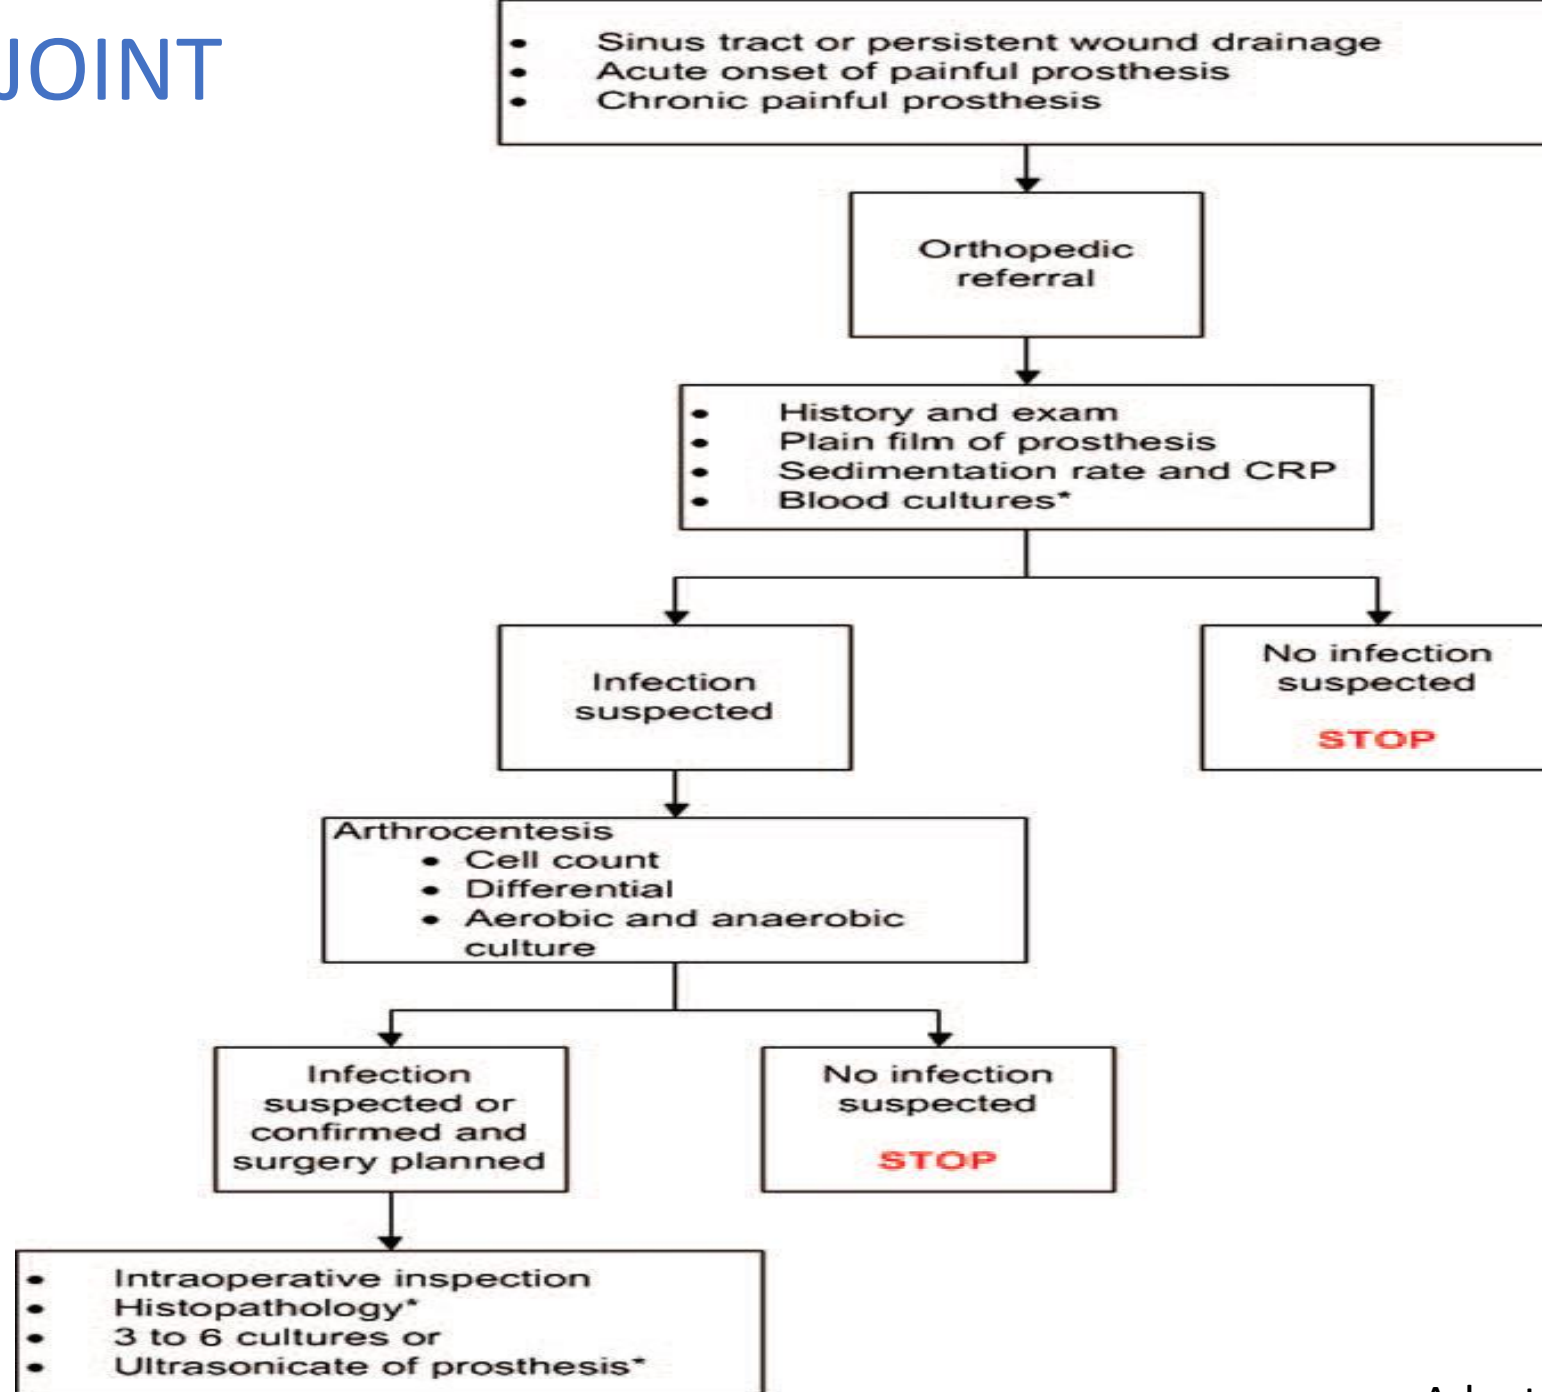 JOINT
• Sinus tract or persistent wound drainage
• Acute onset of painful prosthesis
• Chronic painful prosthesis
Orthopedic
referral
• History and exam
• Plain film of prosthesis
• Sedimentation rate and CRP
• Blood cultures*
Infection
suspected
No infection
suspected
STOP
Arthrocentesis
• Cell count
• Differential
• Aerobic and anaerobic
culture
Infection
suspected or
confirmed and
surgery planned
No infection
suspected
STOP
• Intraoperative inspection
• Histopathology*
• 3 to 6 cultures or
• Ultrasonicate of prosthesis*